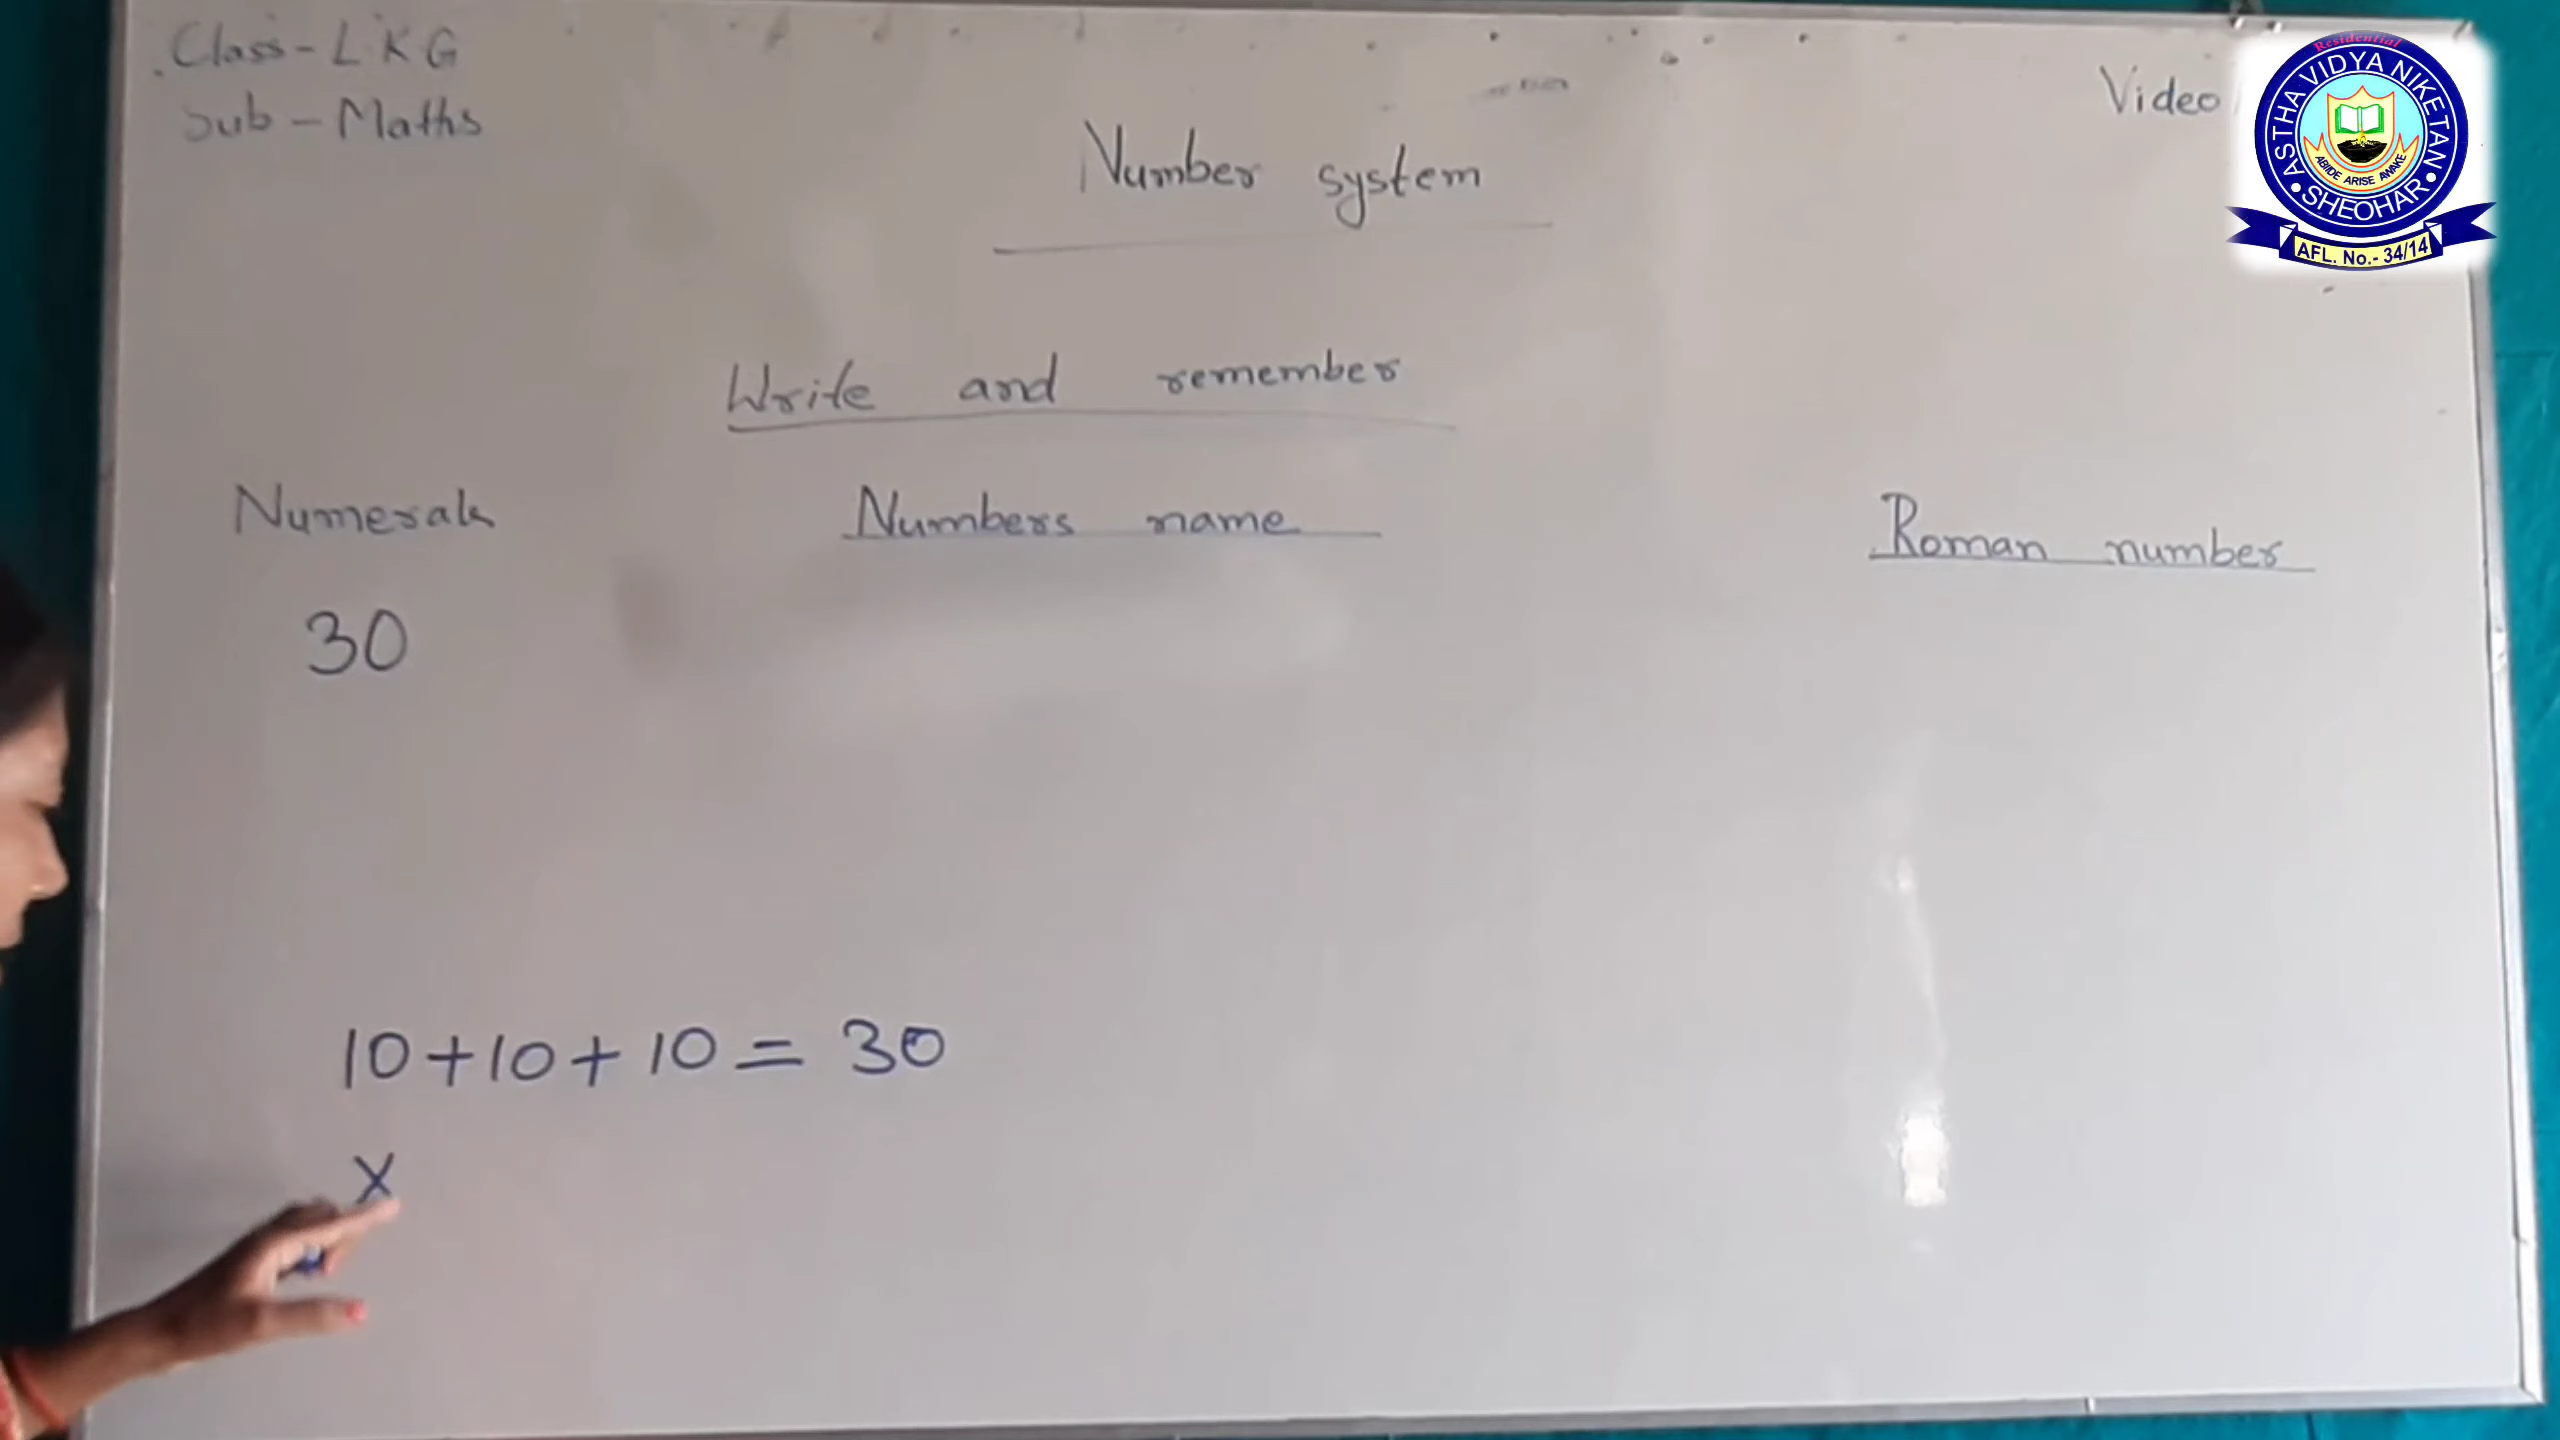 Class - L.K.G
Sub - Maths
Video
Residential
ASTHA VIDYA NIKETAN
ABIDE ARISE AWAKE
SHEOHAR
AFL. No.- 34/14
Number system
Write and remember
Numerals Numbers name Roman number
30
10+10+10 = 30
X